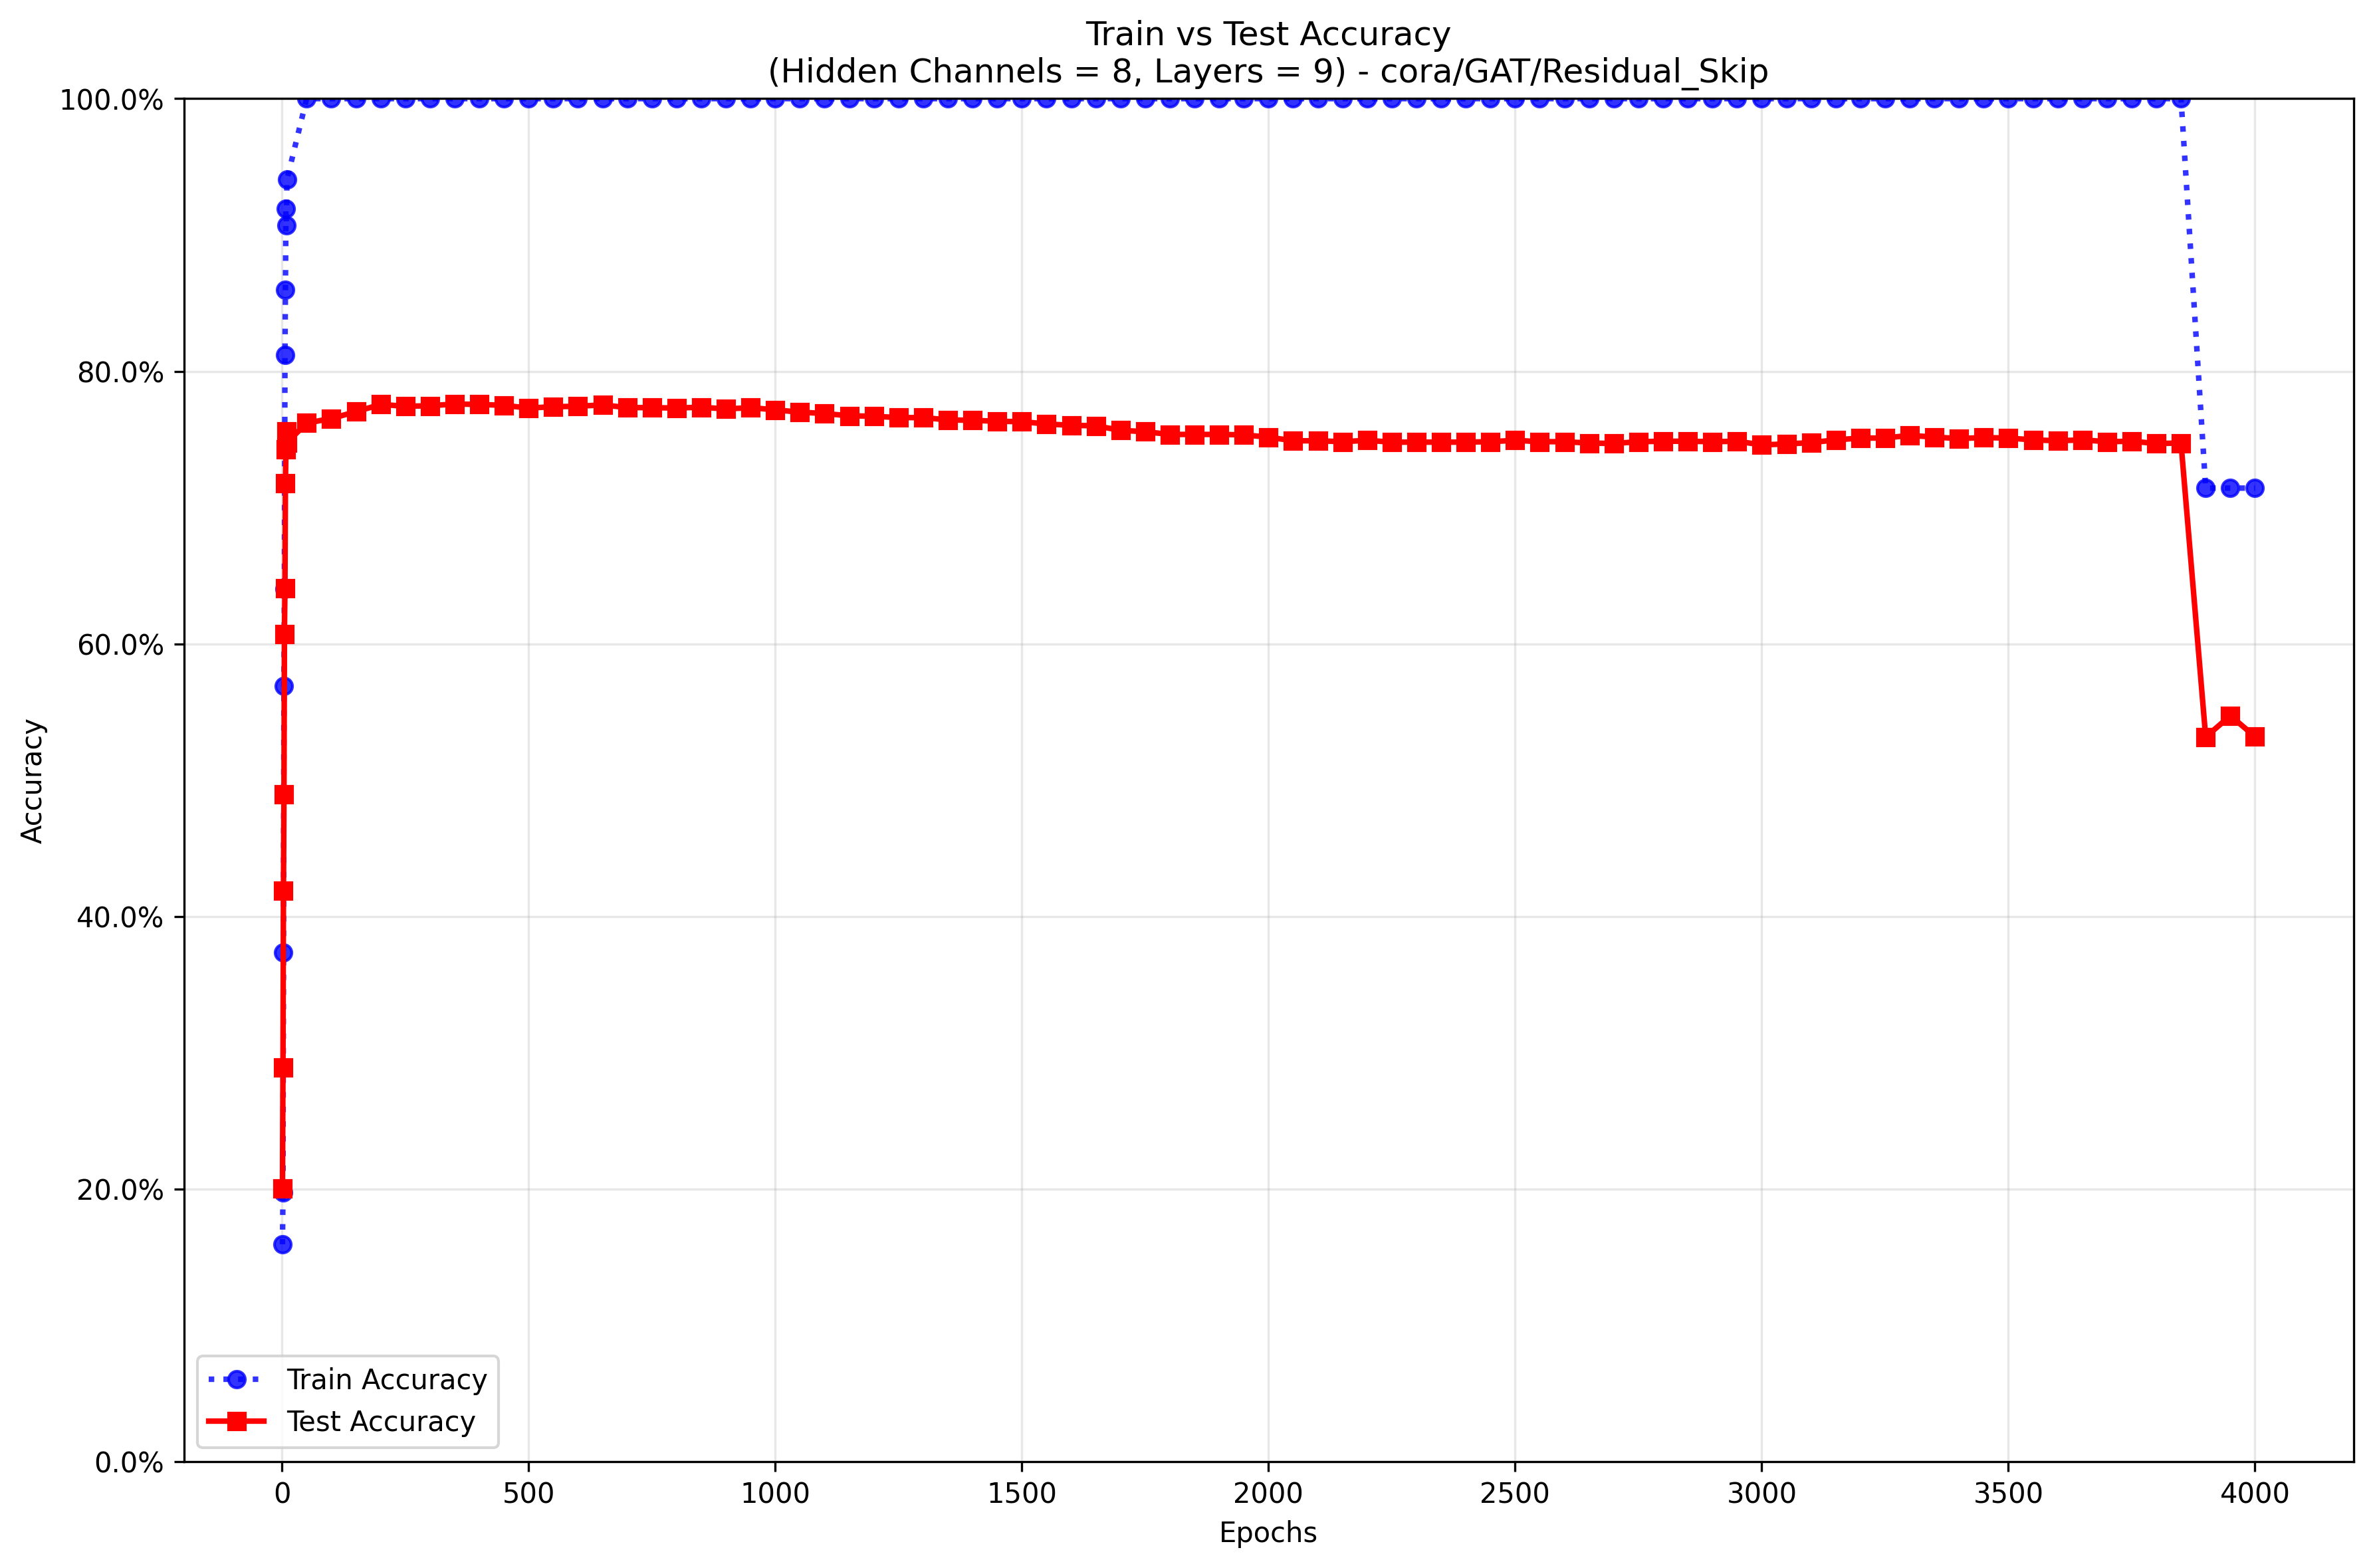 Train vs Test Accuracy
(Hidden Channels = 8, Layers = 9) - cora/GAT/Residual_Skip
100.0%
80.0%
60.0%
40.0%
20.0%
0.0%
Accuracy
Train Accuracy
Test Accuracy
0 500 1000 1500 2000 2500 3000 3500 4000
Epochs